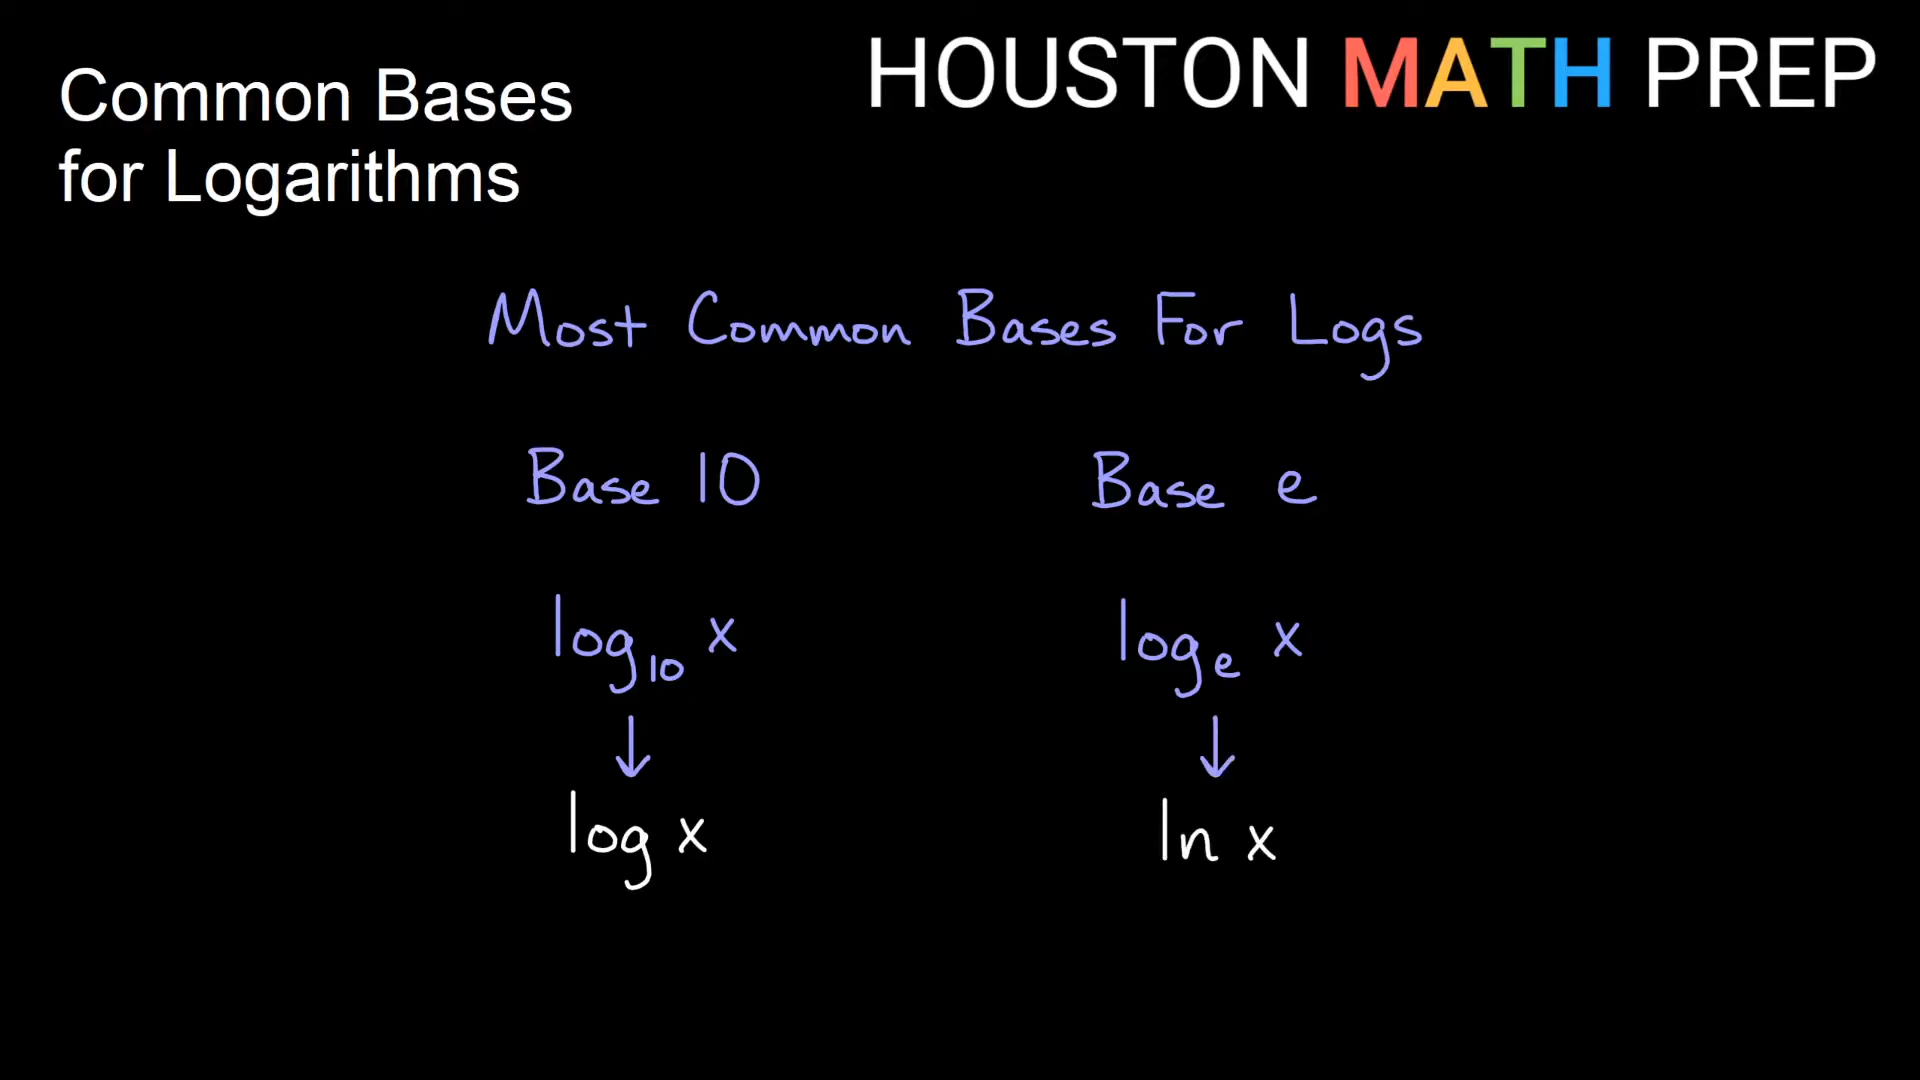 HOUSTON MATH PREP
Common Bases
for Logarithms
Most Common Bases For Logs
Base 10
Base e
log₁₀ x
logₑ x
↓
↓
log x
ln x